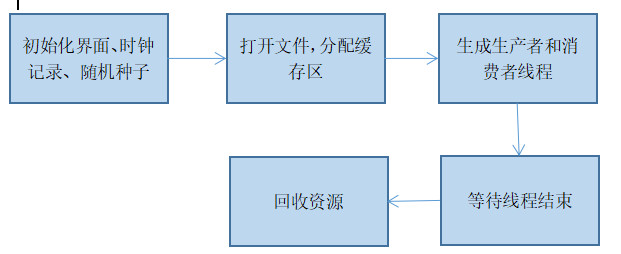 初始化界面、时钟
记录、随机种子
打开文件，分配缓
存区
生成生产者和消
费者线程
等待线程结束
回收资源